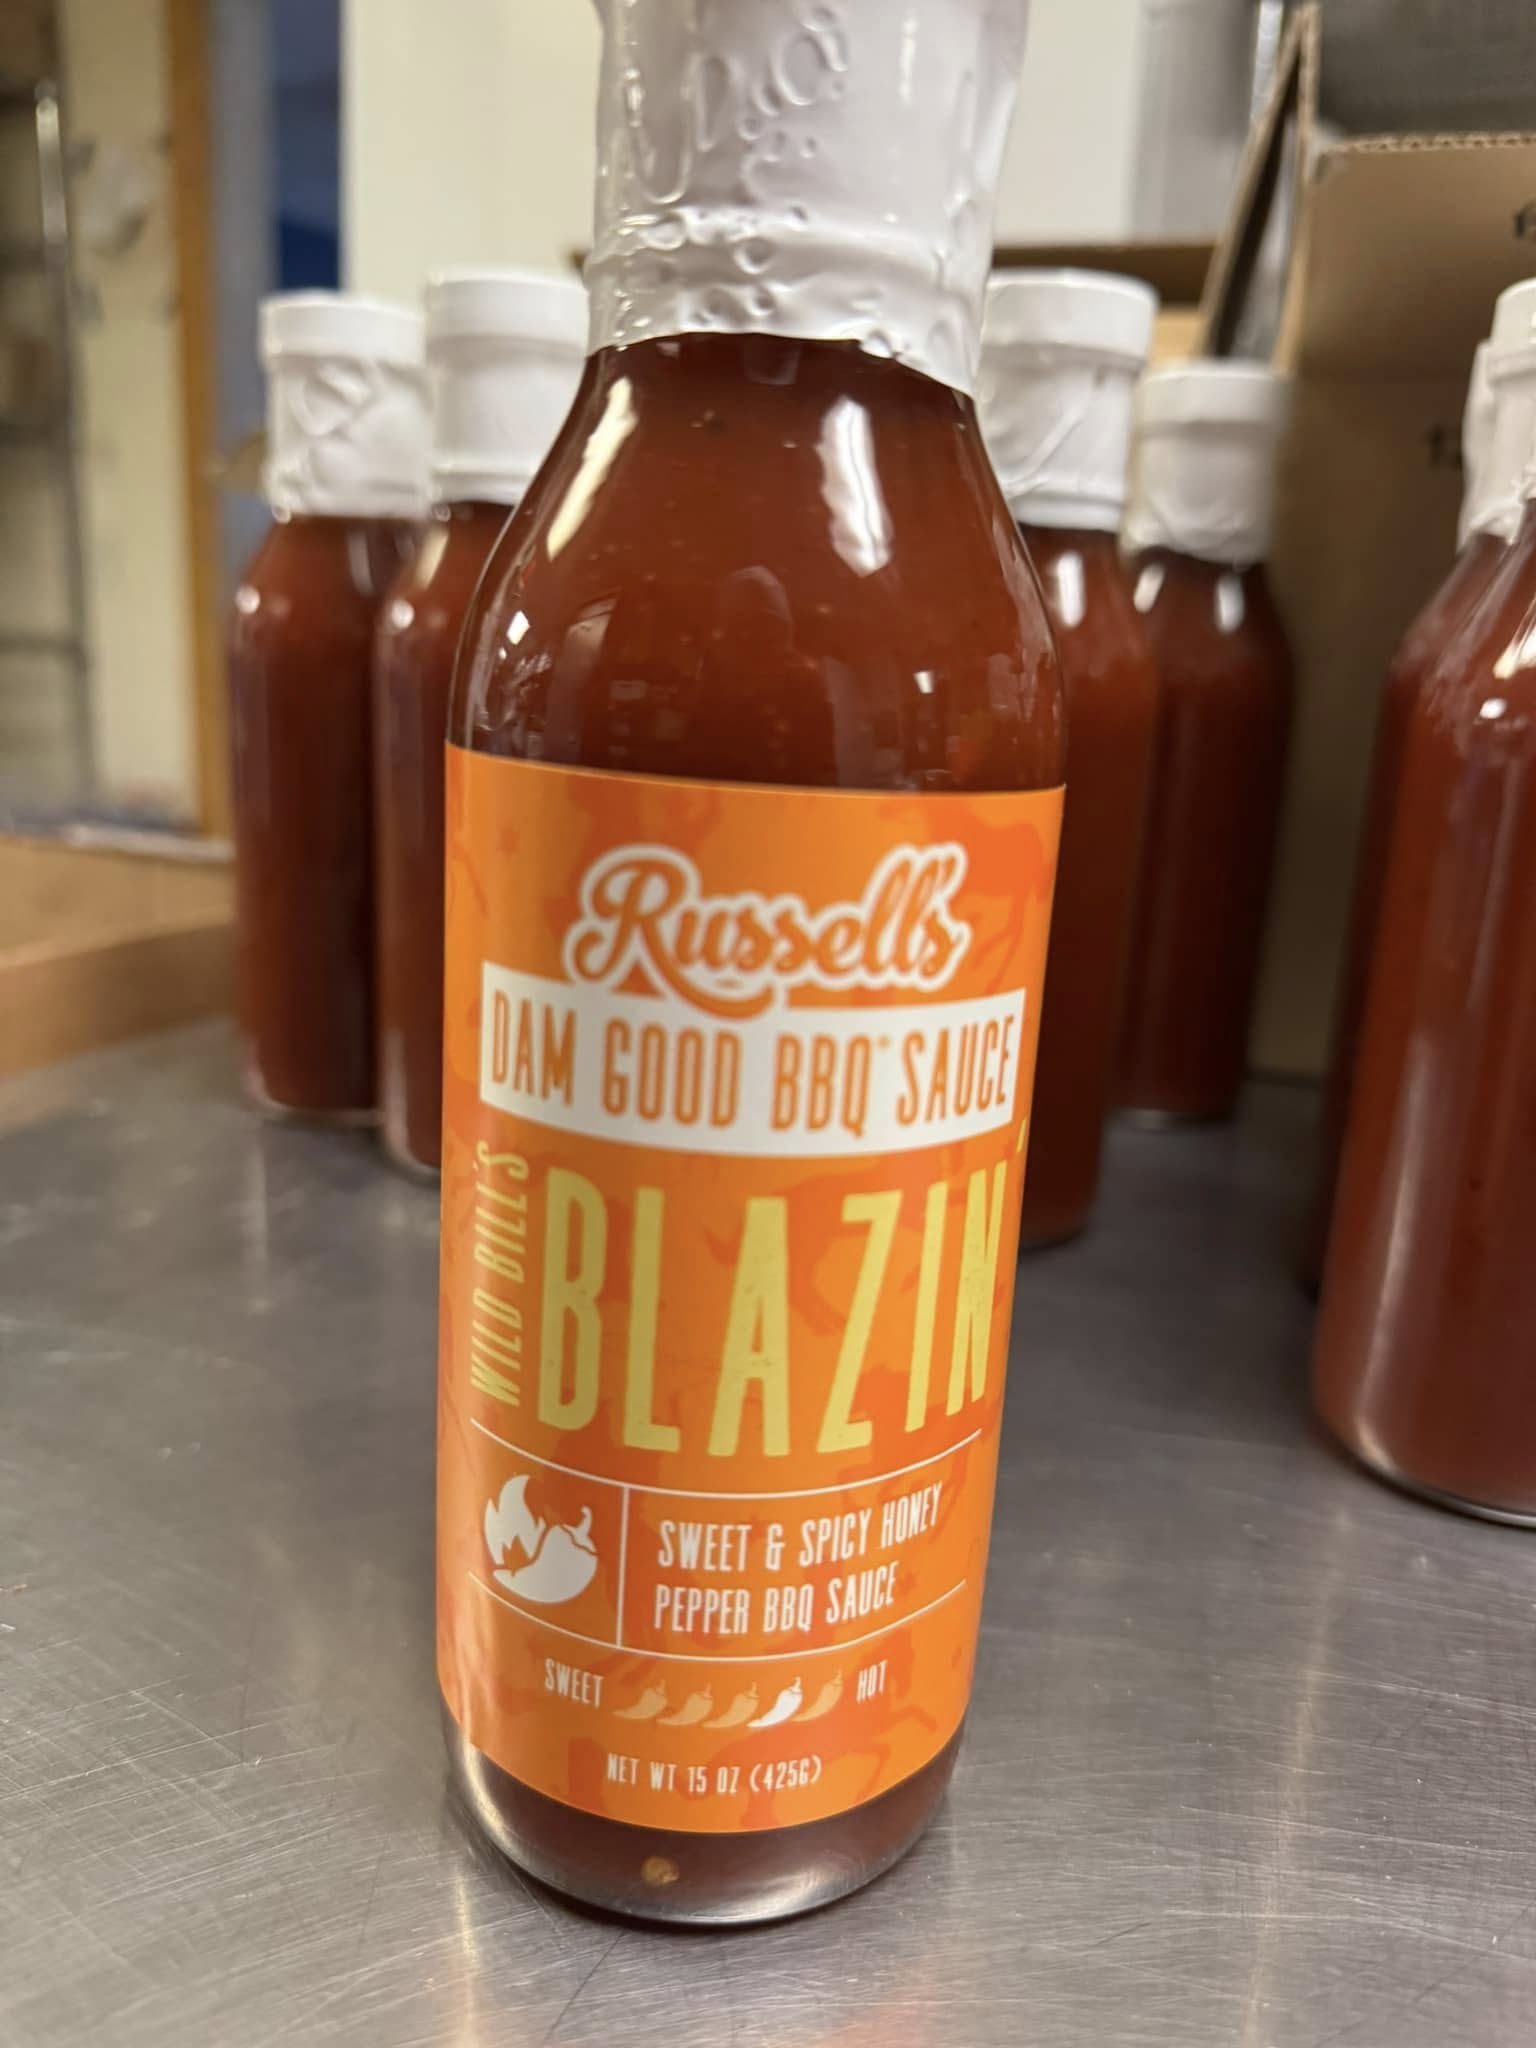 Russell's
DAM GOOD BBQ® SAUCE
WILD BILL'S
BLAZIN'
SWEET & SPICY HONEY
PEPPER BBQ SAUCE
SWEET HOT
NET WT 15 OZ (425G)